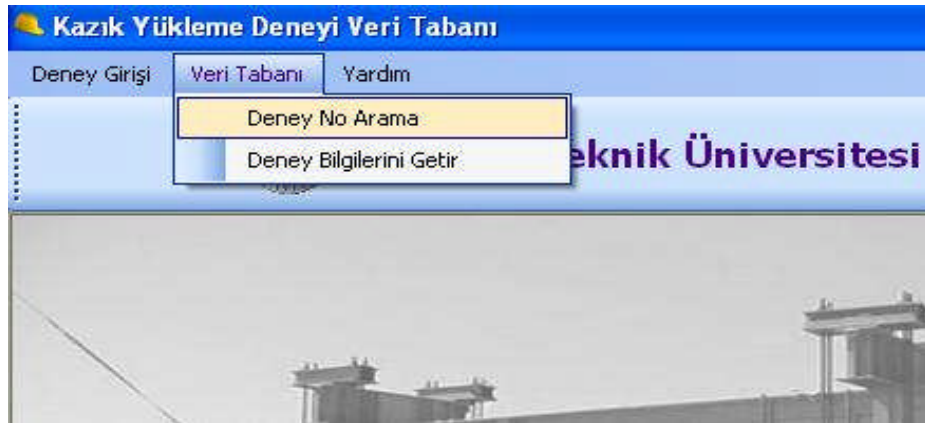 Kazık Yükleme Deneyi Veri Tabanı
Deney Girişi Veri Tabanı Yardım
Deney No Arama
Deney Bilgilerini Getir
eknik Üniversitesi